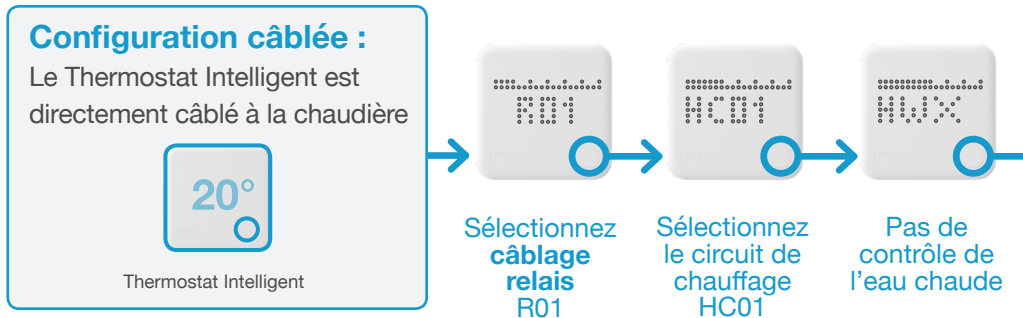 Configuration câblée :
Le Thermostat Intelligent est
directement câblé à la chaudière
20°
Thermostat Intelligent
R01
Sélectionnez
câblage
relais
R01
HC01
Sélectionnez
le circuit de
chauffage
HC01
HWX
Pas de
contrôle de
l'eau chaude